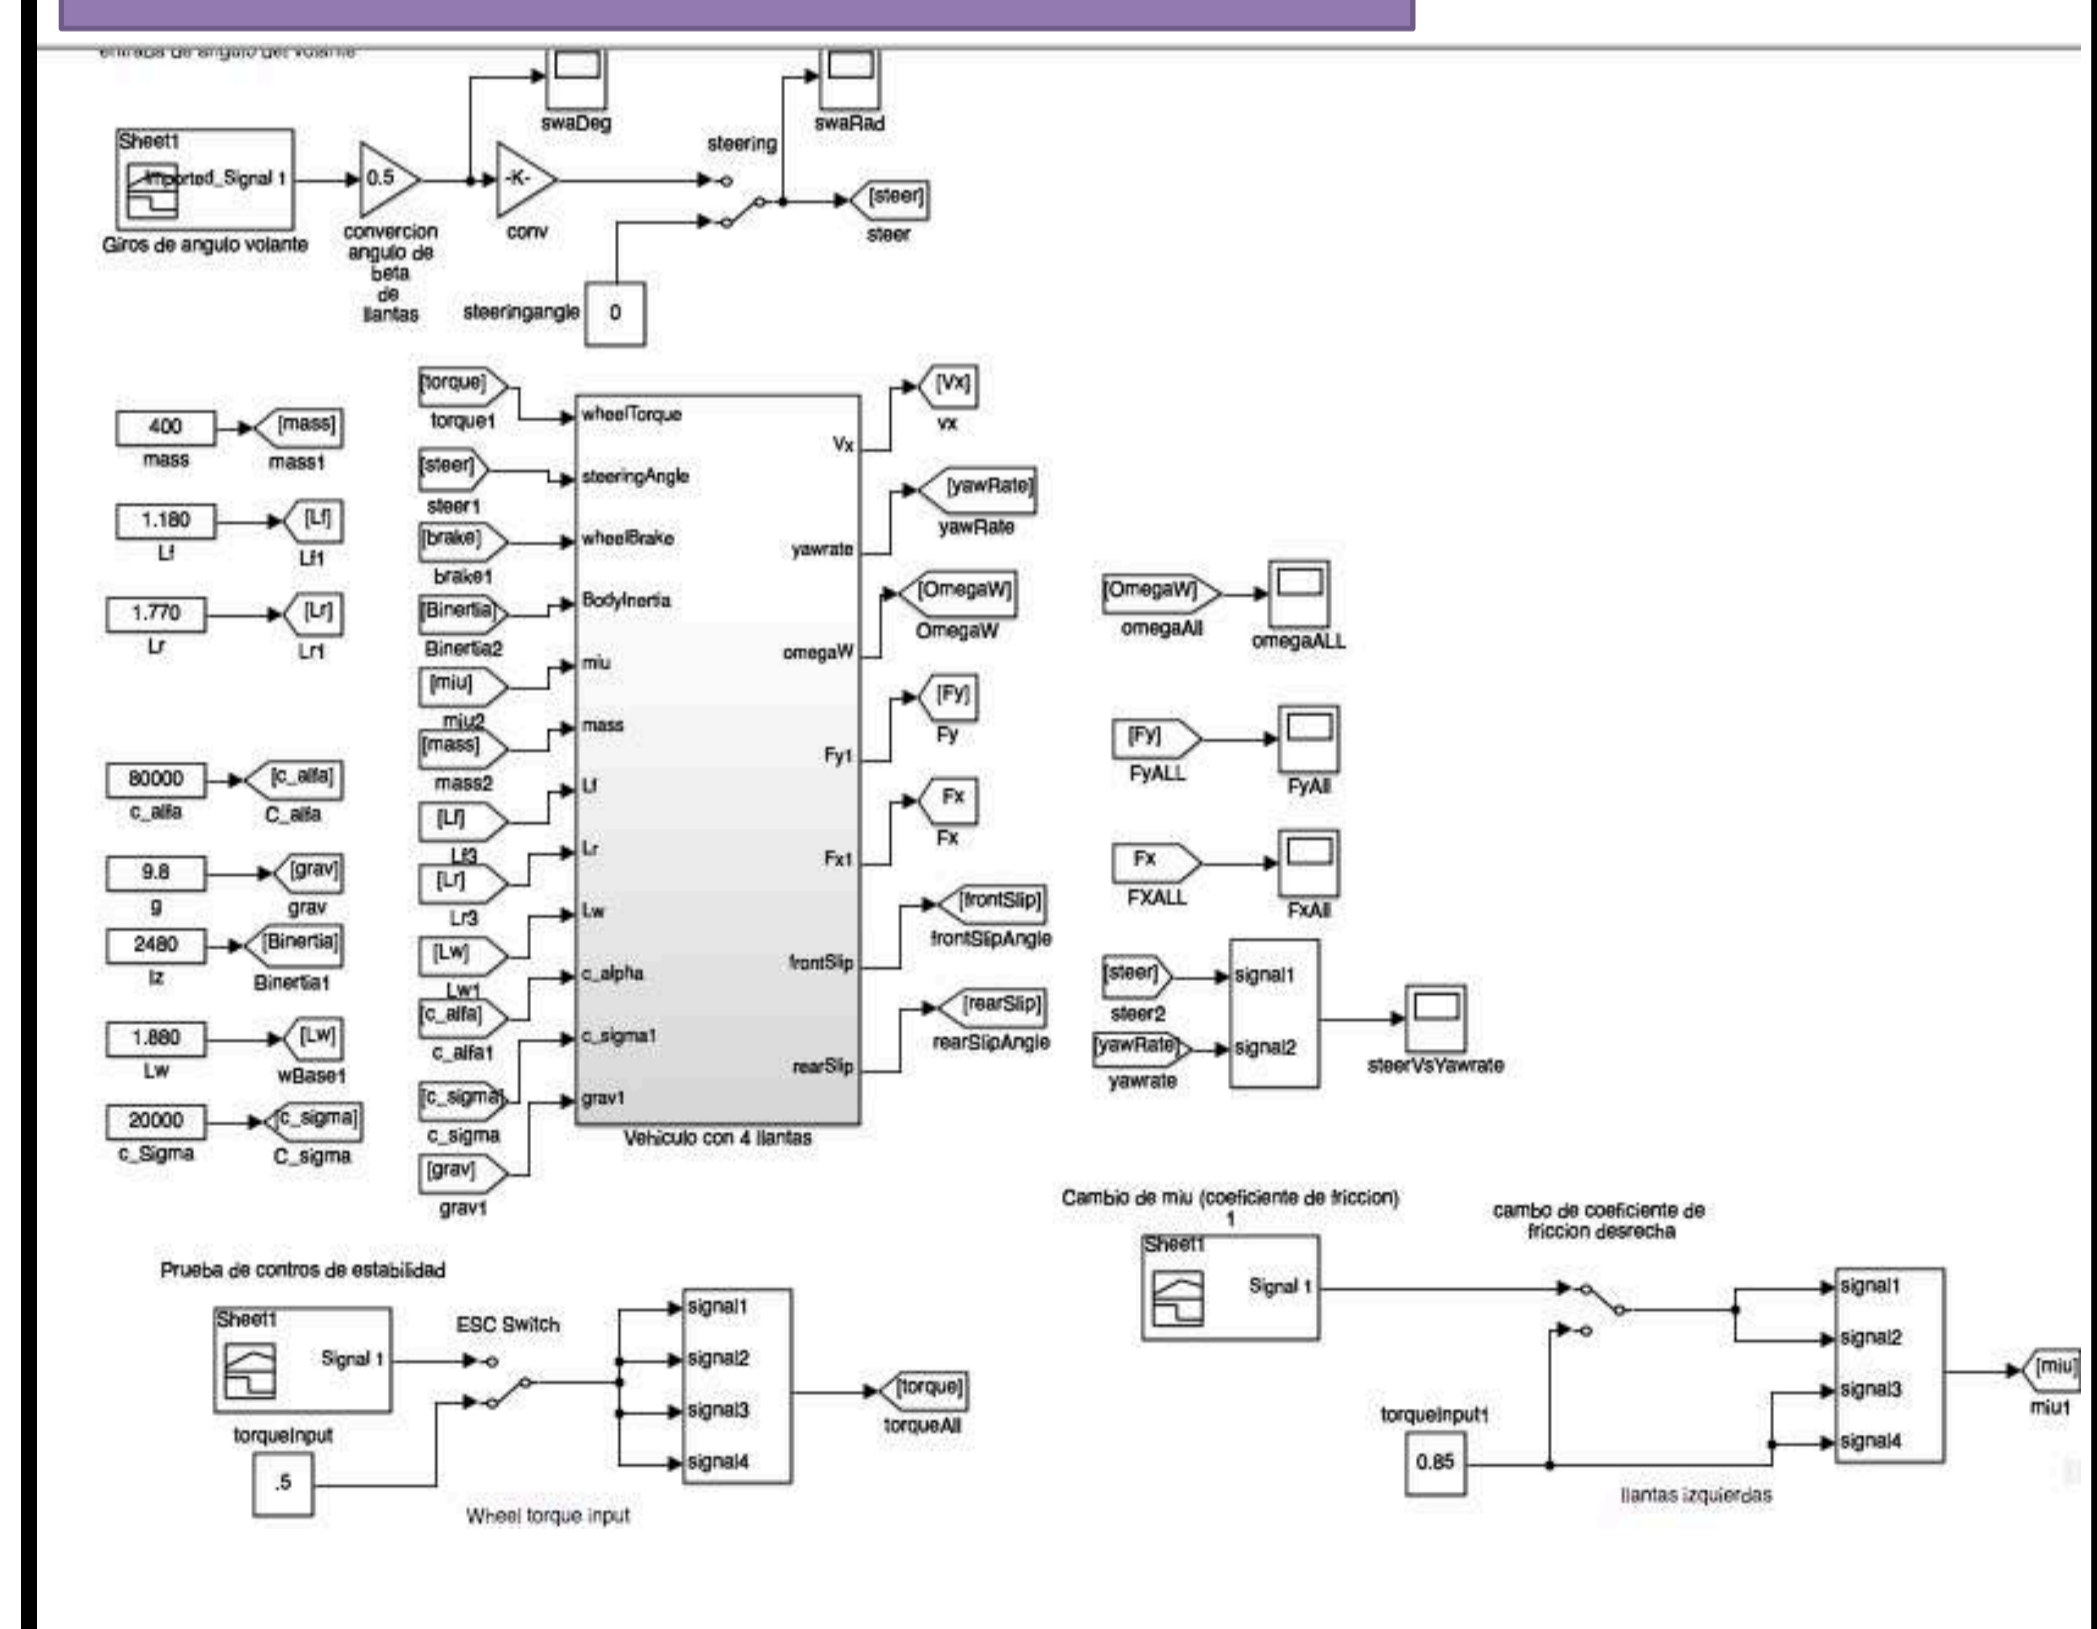 entrada de angulo del volante
swaDeg
swaRad
steering
Sheet1
Imported_Signal 1
0.5
-K-
[steer]
steer
Giros de angulo volante
convercion
angulo de
beta
de
llantas
conv
steeringangle
0
400
[mass]
mass
mass1
1.180
[Lf]
Lf
Lf1
1.770
[Lr]
Lr
Lr1
80000
[c_alfa]
c_alfa
C_alfa
9.8
[grav]
g
grav
2480
[Binertia]
Iz
Binertia1
1.880
[Lw]
Lw
wBase1
20000
[c_sigma]
c_Sigma
C_sigma
[torque]
torque1
[steer]
steer1
[brake]
brake1
[Binertia]
Binertia2
[miu]
miu2
[mass]
mass2
[Lf]
Lf3
[Lr]
Lr3
[Lw]
Lw1
[c_alfa]
c_alfa1
[c_sigma]
c_sigma
[grav]
grav1
wheelTorque
steeringAngle
wheelBrake
BodyInertia
miu
mass
Lf
Lr
Lw
c_alpha
c_sigma1
grav1
Vx
yawrate
omegaW
Fy1
Fx1
frontSlip
rearSlip
Vehiculo con 4 llantas
[Vx]
vx
[yawRate]
yawRate
[OmegaW]
OmegaW
[Fy]
Fy
Fx
Fx
[frontSlip]
frontSlipAngle
[rearSlip]
rearSlipAngle
[OmegaW]
omegaAll
omegaALL
[Fy]
FyALL
FyAll
Fx
FXALL
FxAll
[steer]
steer2
[yawRate]
yawrate
signal1
signal2
steerVsYawrate
Prueba de contros de estabilidad
Sheet1
Signal 1
ESC Switch
torqueInput
.5
Wheel torque input
signal1
signal2
signal3
signal4
[torque]
torqueAll
Cambio de miu (coeficiente de friccion)
1
Sheet1
Signal 1
cambo de coeficiente de
friccion desrecha
torqueInput1
0.85
llantas izquierdas
signal1
signal2
signal3
signal4
[miu]
miu1